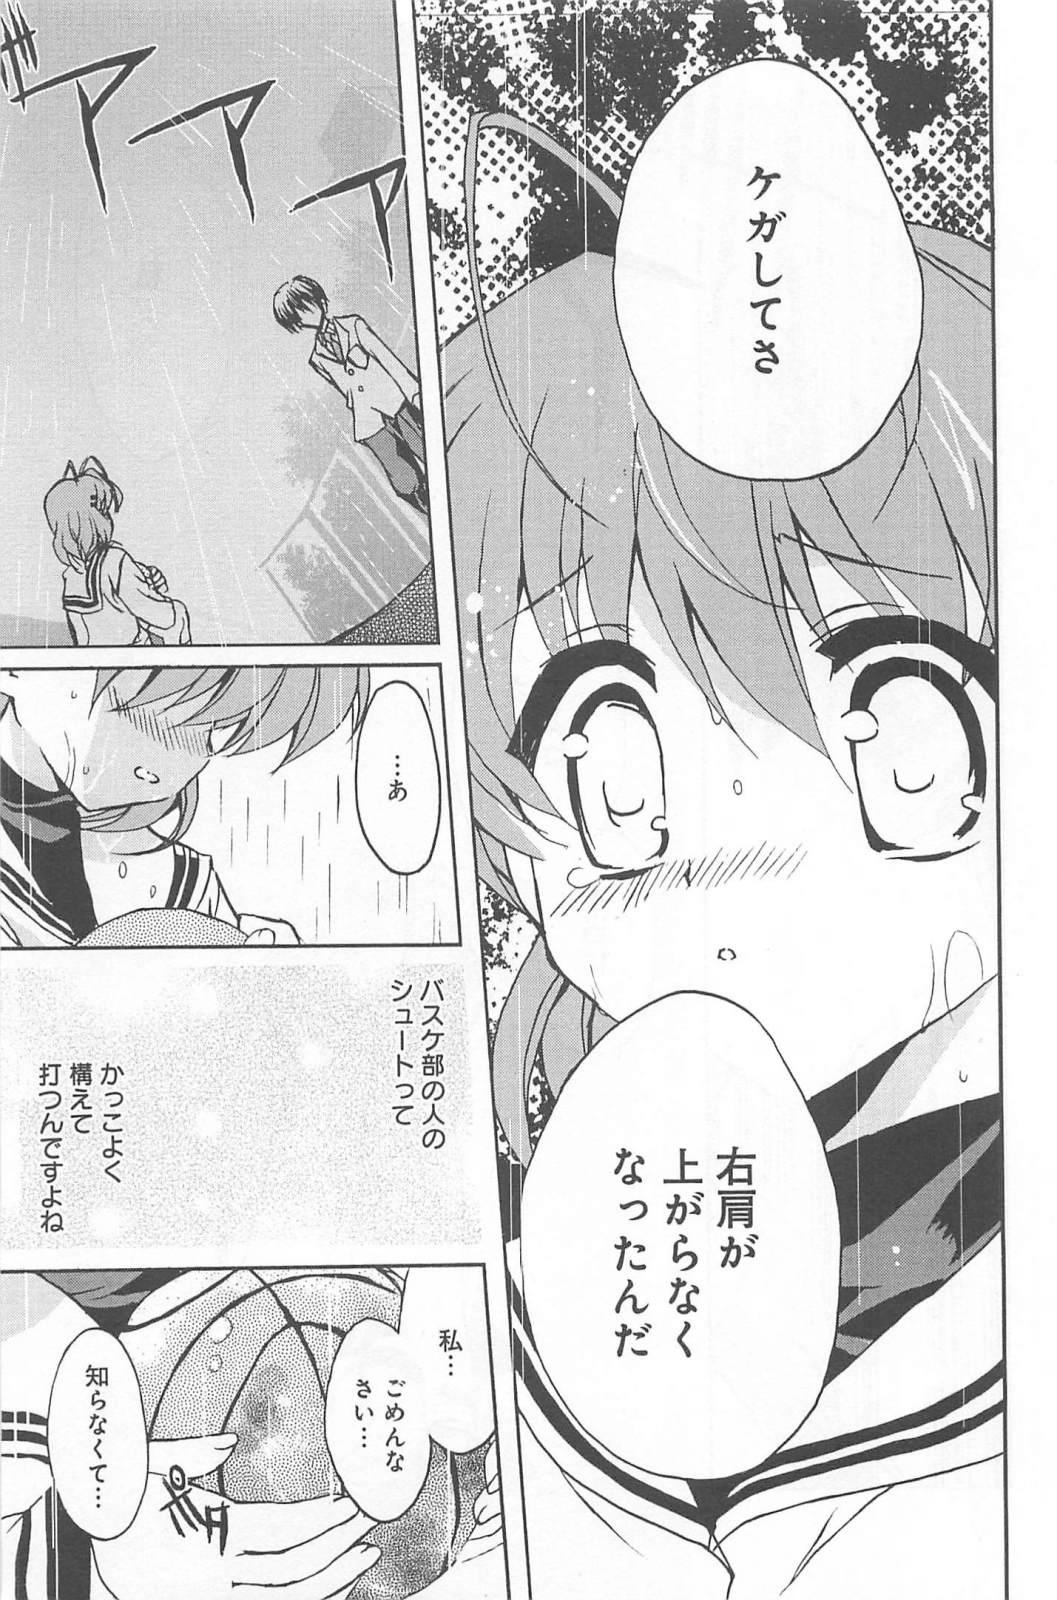 ケガしてさ
右肩が
上がらなく
なったんだ
ザアアア
…あ
バスケ部の人の
シュートって
かっこよく
構えて
打つんですよね
私…
ごめんな
さい…
知らなくて…
ポタ